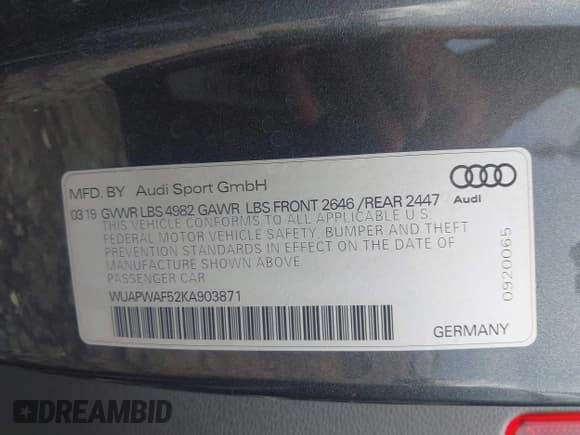 MFD. BY Audi Sport GmbH
Audi
03 19 GVWR LBS 4982 GAWR LBS FRONT 2646 /REAR 2447
THIS VEHICLE CONFORMS TO ALL APPLICABLE U.S.
FEDERAL MOTOR VEHICLE SAFETY, BUMPER AND THEFT
PREVENTION STANDARDS IN EFFECT ON THE DATE OF
MANUFACTURE SHOWN ABOVE
PASSENGER CAR
WUAPWAF52KA903871
0920065
GERMANY
DREAMBID